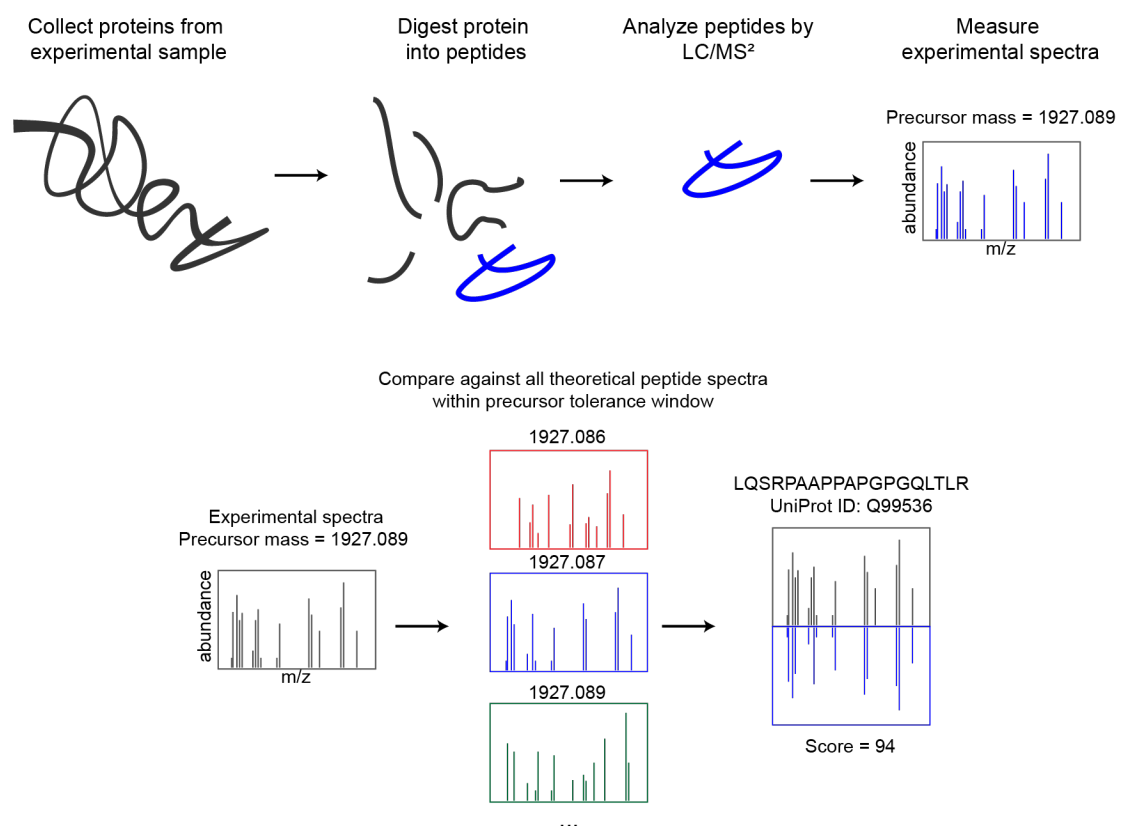 Collect proteins from
experimental sample
Digest protein
into peptides
Analyze peptides by
LC/MS²
Measure
experimental spectra
Precursor mass = 1927.089
abundance
m/z
Compare against all theoretical peptide spectra
within precursor tolerance window
1927.086
Experimental spectra
Precursor mass = 1927.089
abundance
m/z
1927.087
1927.089
...
LQSRPAAPPAPGPGQLTLR
UniProt ID: Q99536
Score = 94